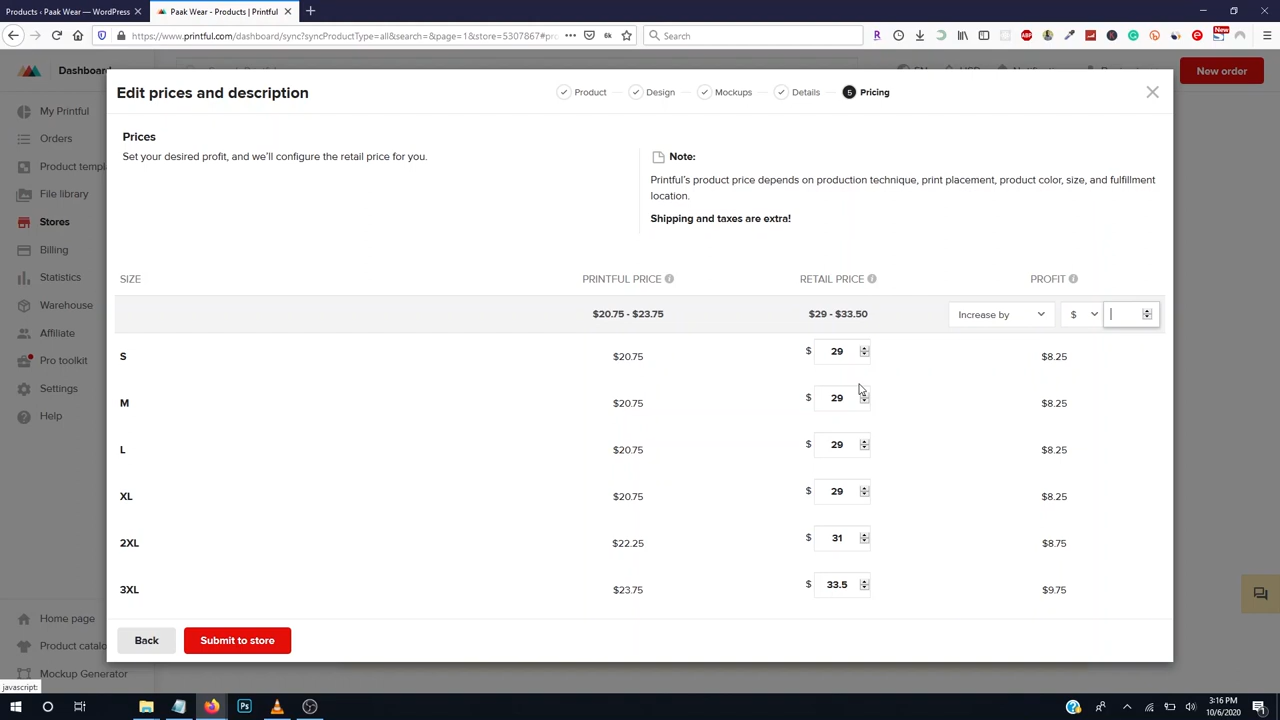 Products ‹ Paak Wear — WordPress
Paak Wear - Products | Printful
https://www.printful.com/dashboard/sync?syncProductType=all&search=&page=1&store=5307867#pro
6k
Search
New
Dashboard
New order
My Printful
Orders
Product temp
File library
Stores
Billing
Statistics
Warehouse
Affiliate
Pro toolkit
Settings
Help
Home page
Product catalo
Mockup Generator
Edit prices and description
Product
Design
Mockups
Details
5 Pricing
Prices
Set your desired profit, and we'll configure the retail price for you.
Note:
Printful's product price depends on production technique, print placement, product color, size, and fulfillment
location.
Shipping and taxes are extra!
SIZE PRINTFUL PRICE RETAIL PRICE PROFIT
$20.75 - $23.75 $29 - $33.50 Increase by $
S $20.75 $ 29 $8.25
M $20.75 $ 29 $8.25
L $20.75 $ 29 $8.25
XL $20.75 $ 29 $8.25
2XL $22.25 $ 31 $8.75
3XL $23.75 $ 33.5 $9.75
Back Submit to store
javascript:
Ps
3:16 PM
10/6/2020